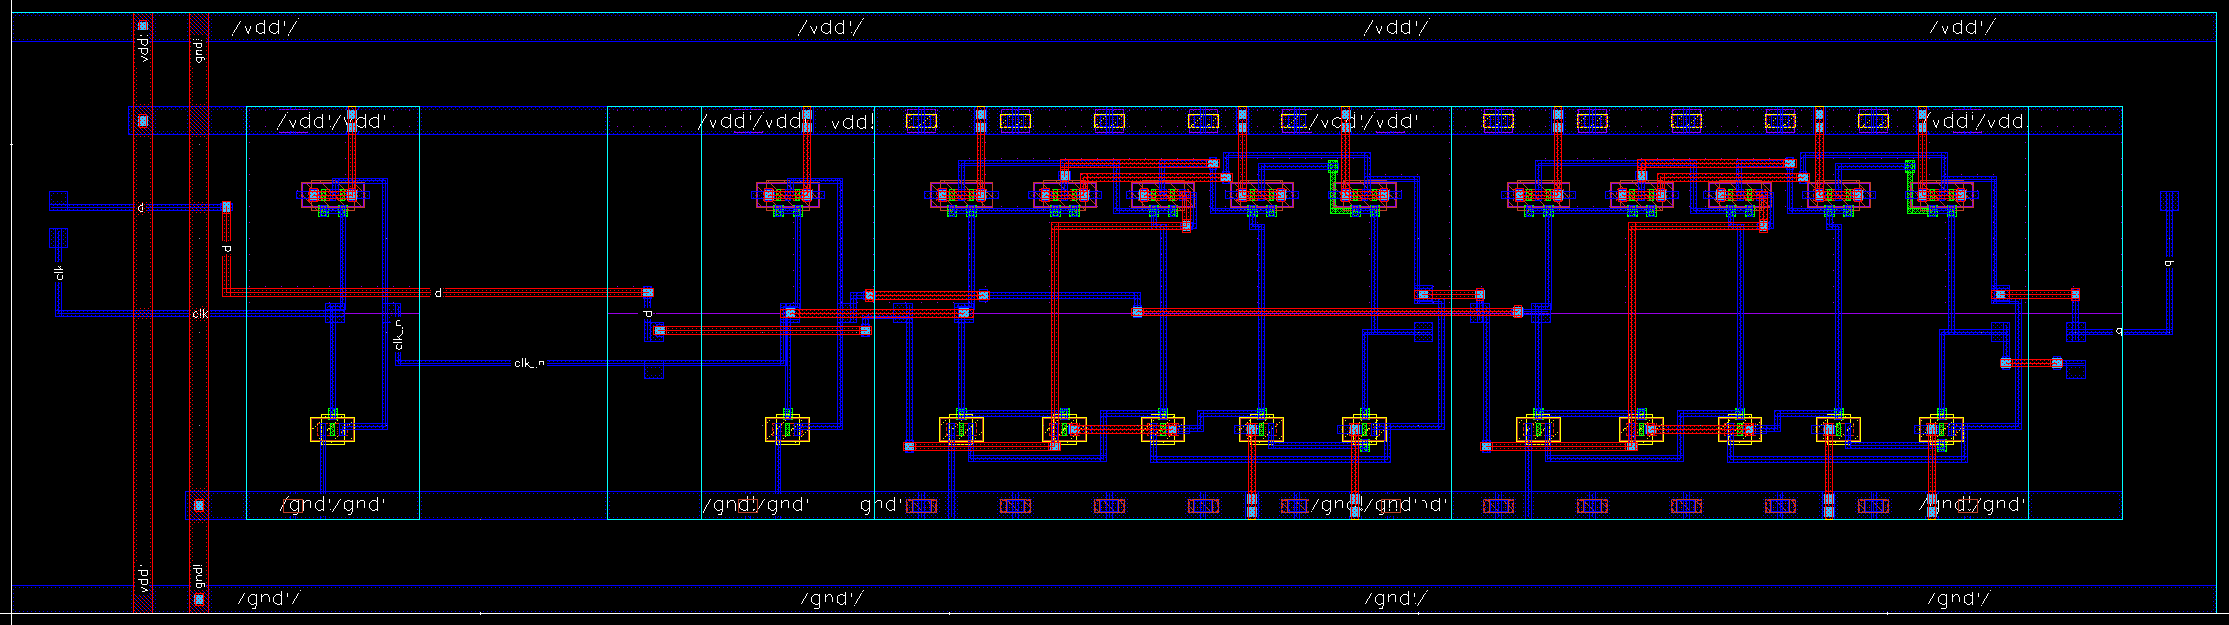 /vdd!/ /vdd!/ /vdd!/ /vdd!/
vdd! gnd!
/vdd!/vdd! /vdd!/vdd! vdd! /vdd!/vdd! /vdd!/vdd!
d
d
clk
d
clk
d
clk_n
clk_n
q
q
/gnd!/gnd! /gnd!/gnd! gnd! /gnd!/gnd! /gnd!/gnd!
vdd! gnd!
/gnd!/ /gnd!/ /gnd!/ /gnd!/